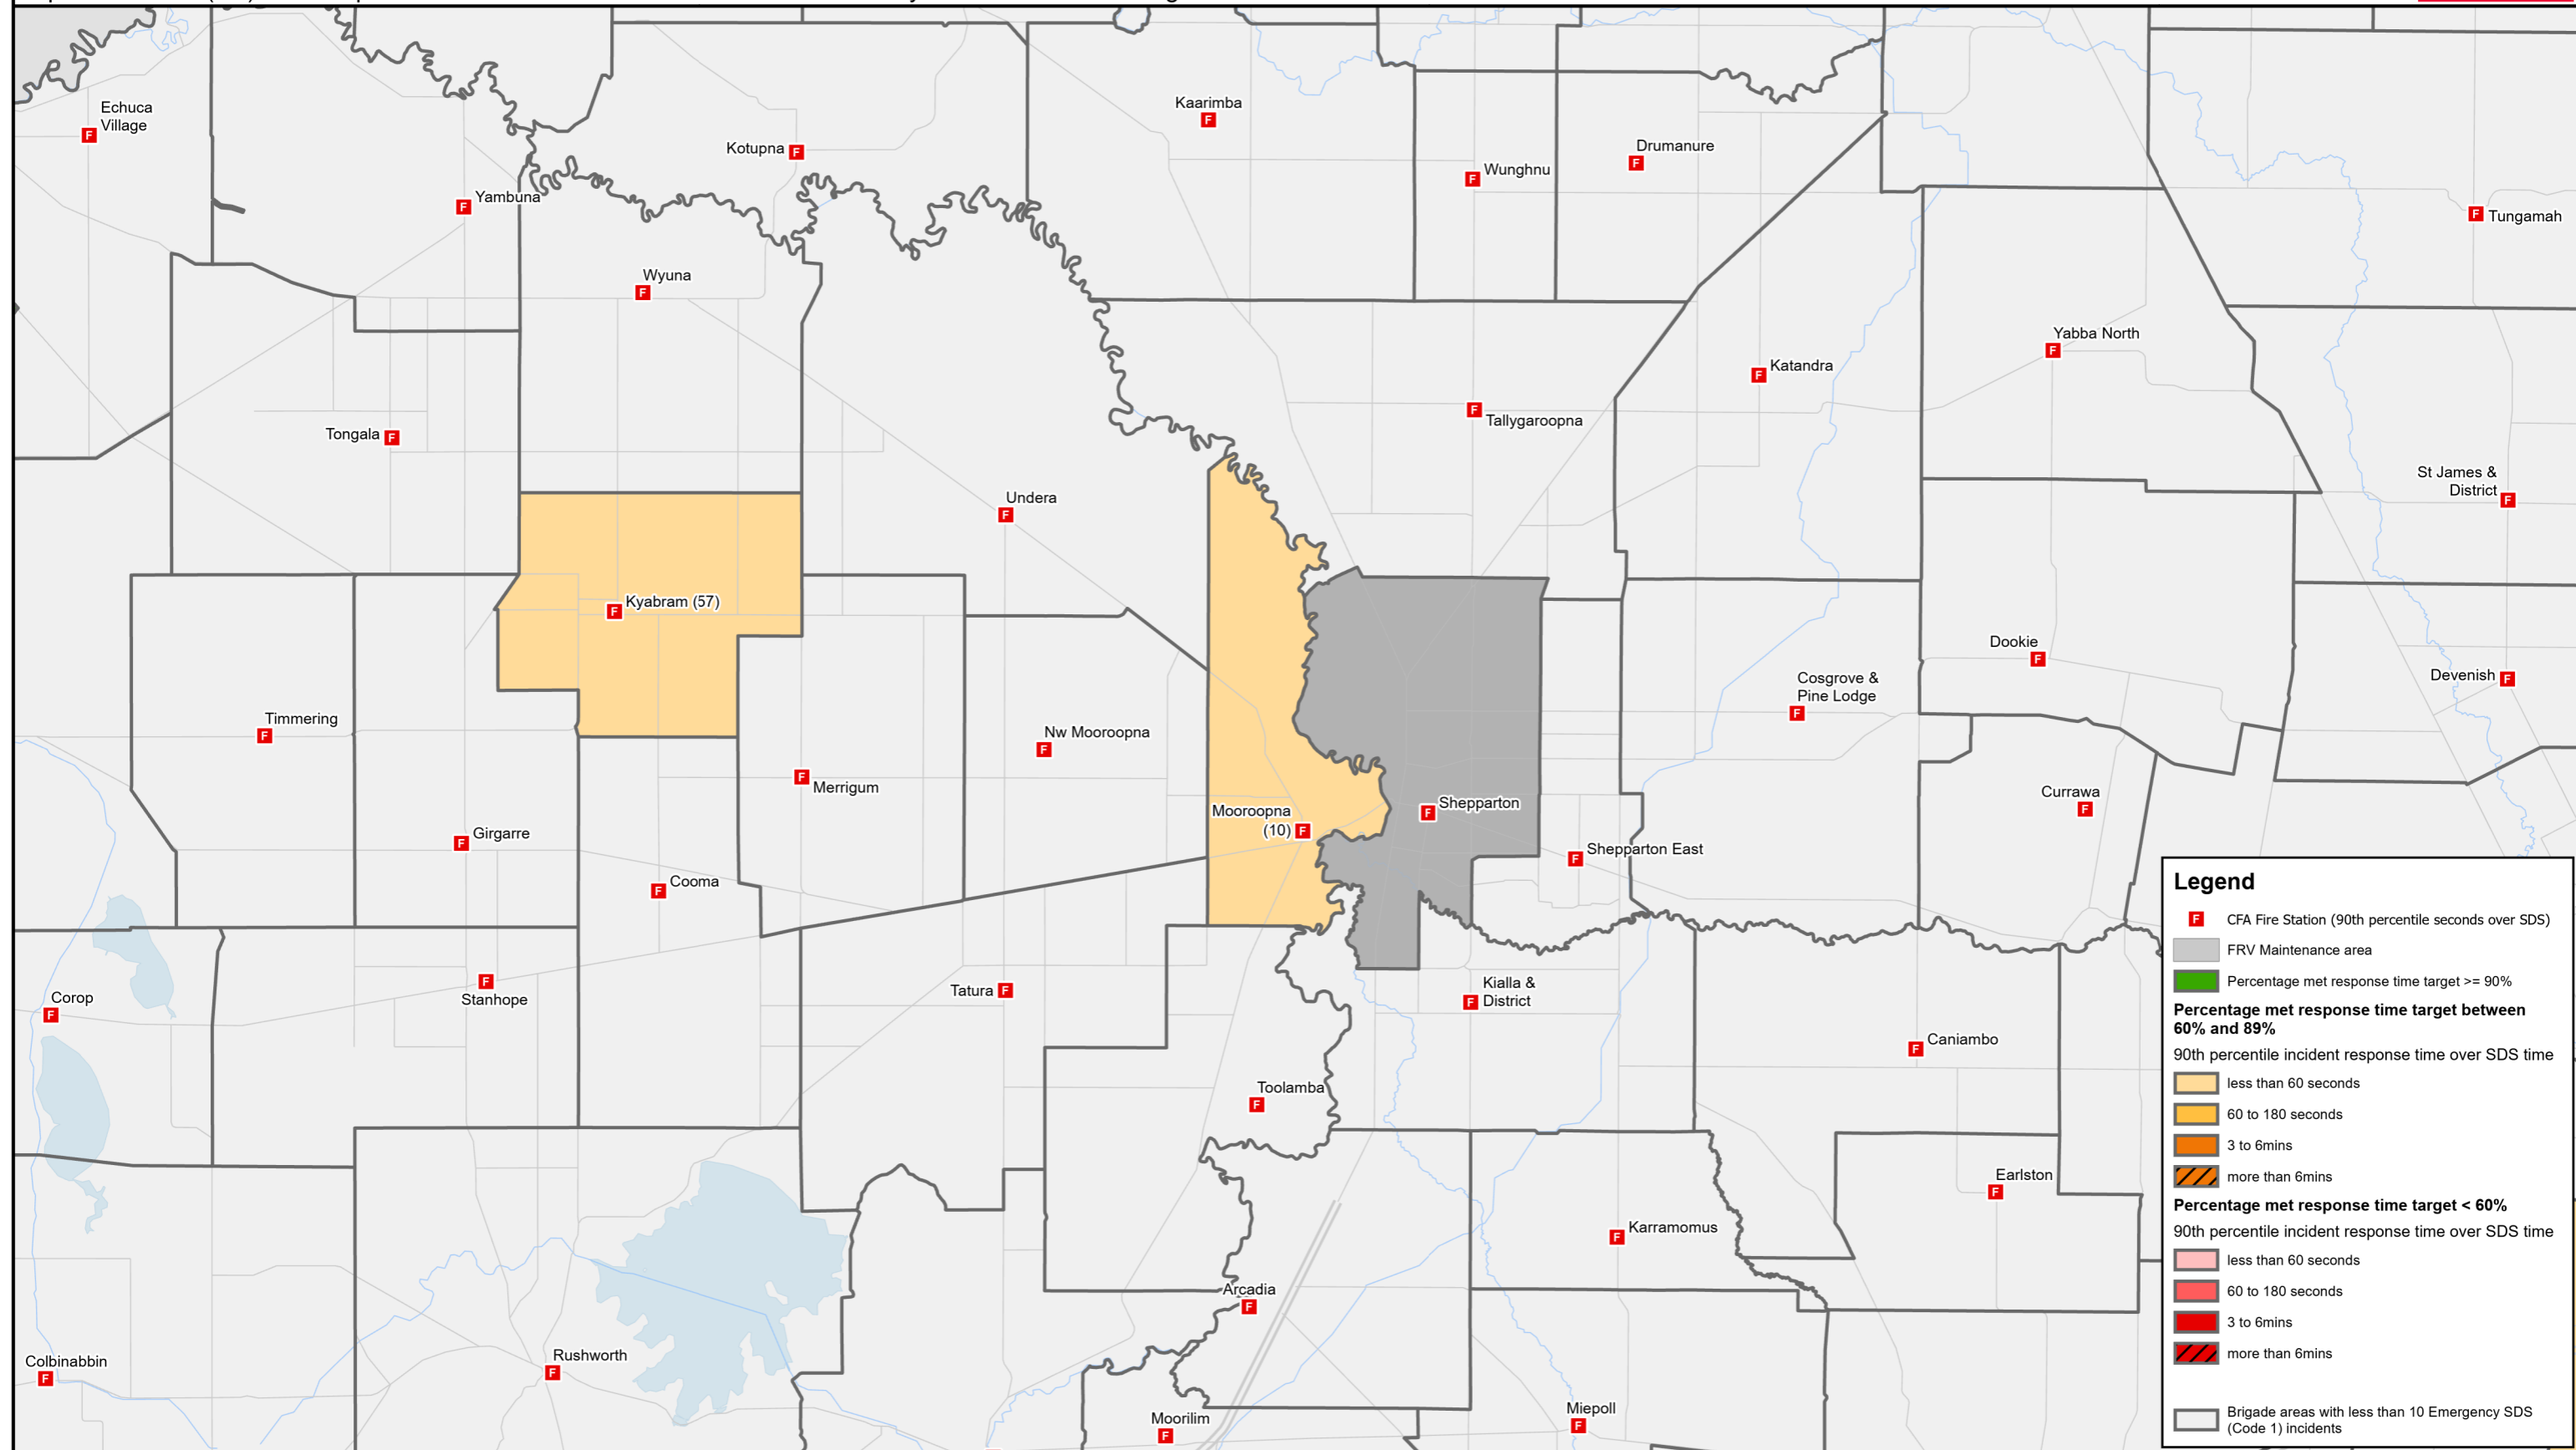 Echuca
Village
Kaarimba
Kotupna
Drumanure
Wunghnu
Yambuna
Tungamah
Wyuna
Yabba North
Katandra
Tallygaroopna
Tongala
St James &
District
Undera
Kyabram (57)
Dookie
Devenish
Cosgrove &
Pine Lodge
Timmering
Nw Mooroopna
Merrigum
Currawa
Shepparton
Mooroopna
(10)
Girgarre
Shepparton East
Cooma
Stanhope
Tatura
Kialla &
District
Corop
Caniambo
Toolamba
Earlston
Karramomus
Arcadia
Rushworth
Colbinabbin
Moorilim
Miepoll
Legend
F CFA Fire Station (90th percentile seconds over SDS)
FRV Maintenance area
Percentage met response time target >= 90%
Percentage met response time target between
60% and 89%
90th percentile incident response time over SDS time
less than 60 seconds
60 to 180 seconds
3 to 6mins
more than 6mins
Percentage met response time target < 60%
90th percentile incident response time over SDS time
less than 60 seconds
60 to 180 seconds
3 to 6mins
more than 6mins
Brigade areas with less than 10 Emergency SDS
(Code 1) incidents